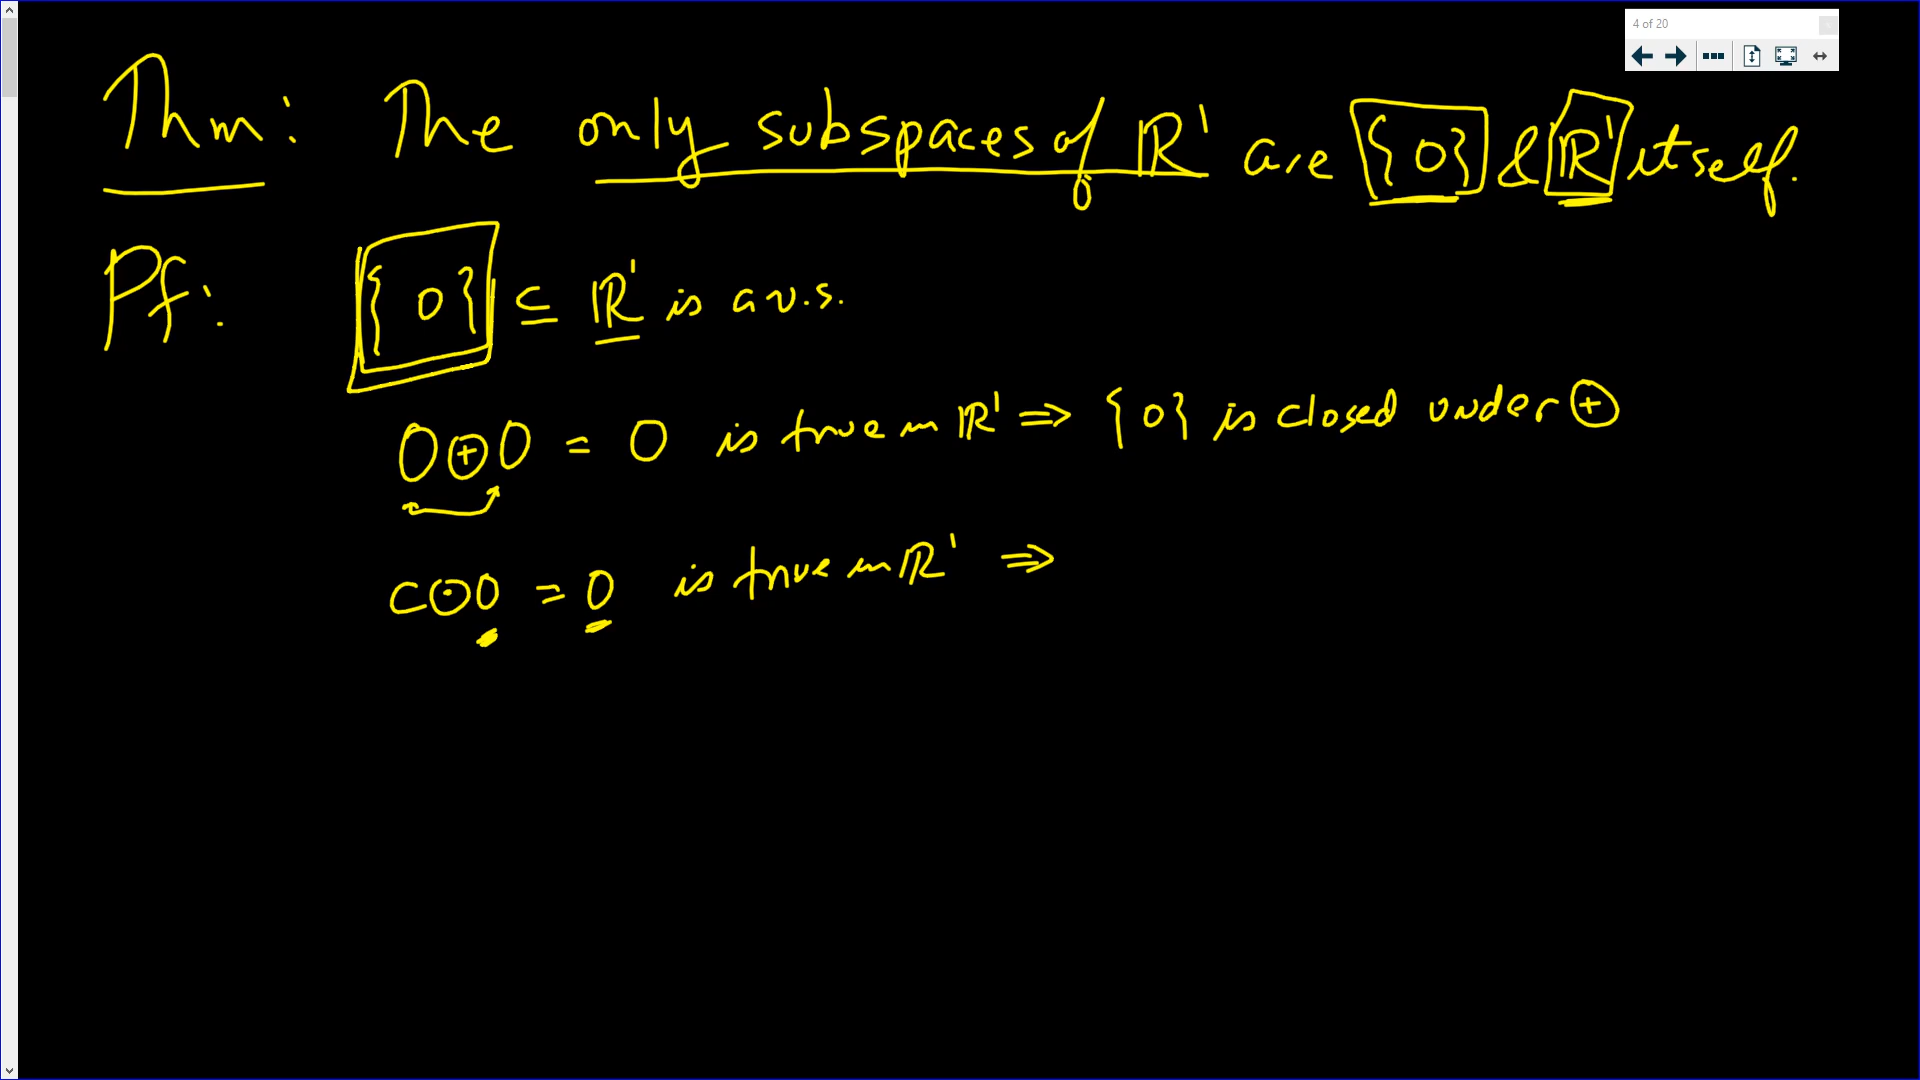 4 of 20
Thm: The only subspaces of ℝ¹ are {0} & ℝ¹ itself.
Pf: {0} ⊆ ℝ¹ is a v.s.
0⊕0 = 0 is true in ℝ¹ ⇒ {0} is closed under ⊕
c⊙0 = 0 is true in ℝ¹ ⇒